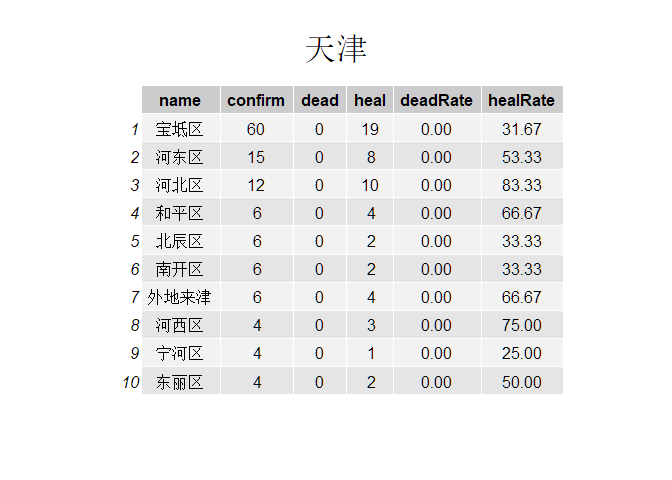 天津
name confirm dead heal deadRate healRate
1 宝坻区 60 0 19 0.00 31.67
2 河东区 15 0 8 0.00 53.33
3 河北区 12 0 10 0.00 83.33
4 和平区 6 0 4 0.00 66.67
5 北辰区 6 0 2 0.00 33.33
6 南开区 6 0 2 0.00 33.33
7 外地来津 6 0 4 0.00 66.67
8 河西区 4 0 3 0.00 75.00
9 宁河区 4 0 1 0.00 25.00
10 东丽区 4 0 2 0.00 50.00